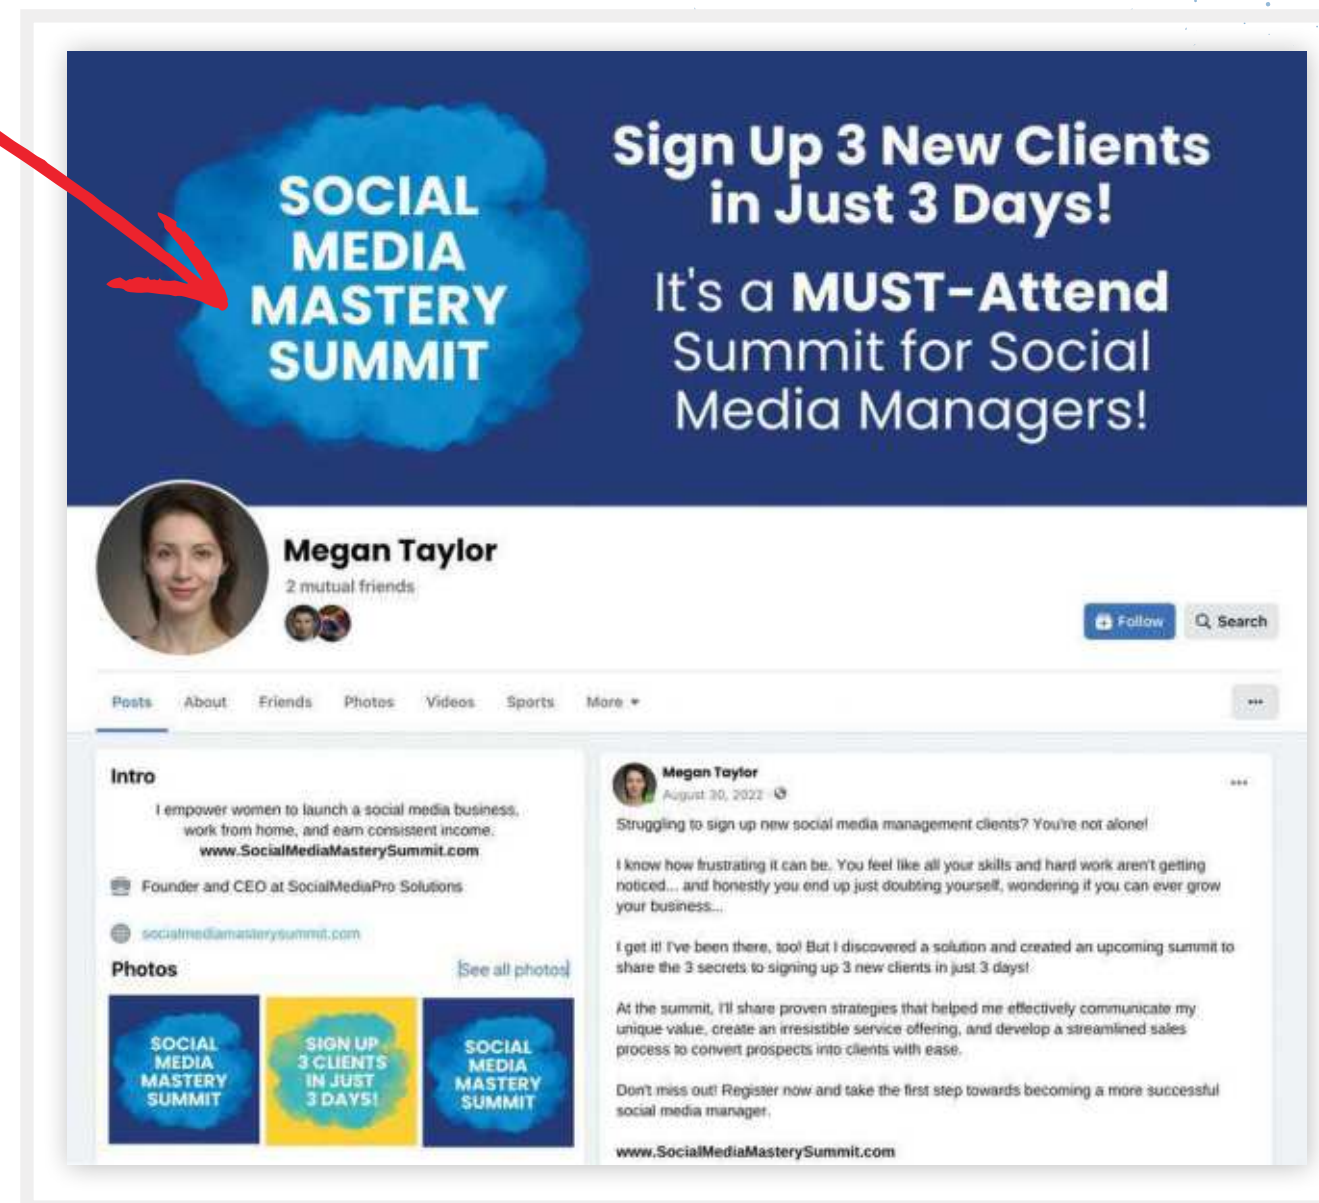 SOCIAL
MEDIA
MASTERY
SUMMIT
Sign Up 3 New Clients
in Just 3 Days!
It's a MUST-Attend
Summit for Social
Media Managers!
Megan Taylor
2 mutual friends
Follow
Search
Posts About Friends Photos Videos Sports More
Intro
I empower women to launch a social media business,
work from home, and earn consistent income.
www.SocialMediaMasterySummit.com
Founder and CEO at SocialMediaPro Solutions
socialmediamasterysummit.com
Photos See all photos
SOCIAL
MEDIA
MASTERY
SUMMIT
SIGN UP
3 CLIENTS
IN JUST
3 DAYS!
SOCIAL
MEDIA
MASTERY
SUMMIT
Megan Taylor
August 30, 2022
Struggling to sign up new social media management clients? You're not alone!
I know how frustrating it can be. You feel like all your skills and hard work aren't getting
noticed... and honestly you end up just doubting yourself, wondering if you can ever grow
your business...
I get it! I've been there, too! But I discovered a solution and created an upcoming summit to
share the 3 secrets to signing up 3 new clients in just 3 days!
At the summit, I'll share proven strategies that helped me effectively communicate my
unique value, create an irresistible service offering, and develop a streamlined sales
process to convert prospects into clients with ease.
Don't miss out! Register now and take the first step towards becoming a more successful
social media manager.
www.SocialMediaMasterySummit.com